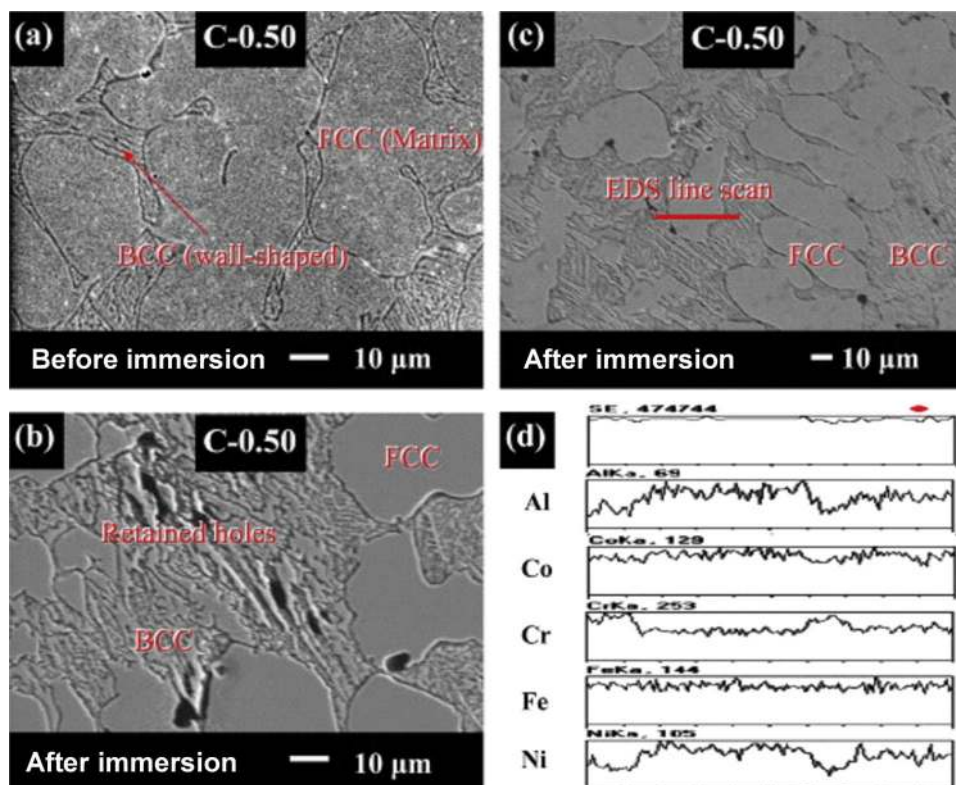 (a)
C-0.50
FCC (Matrix)
BCC (wall-shaped)
Before immersion
10 μm
(c)
C-0.50
EDS line scan
FCC
BCC
After immersion
10 μm
(b)
C-0.50
FCC
Retained holes
BCC
After immersion
10 μm
(d)
SE, 474744
AlKa, 69
Al
CoKa, 129
Co
CrKa, 253
Cr
FeKa, 144
Fe
NiKa, 105
Ni